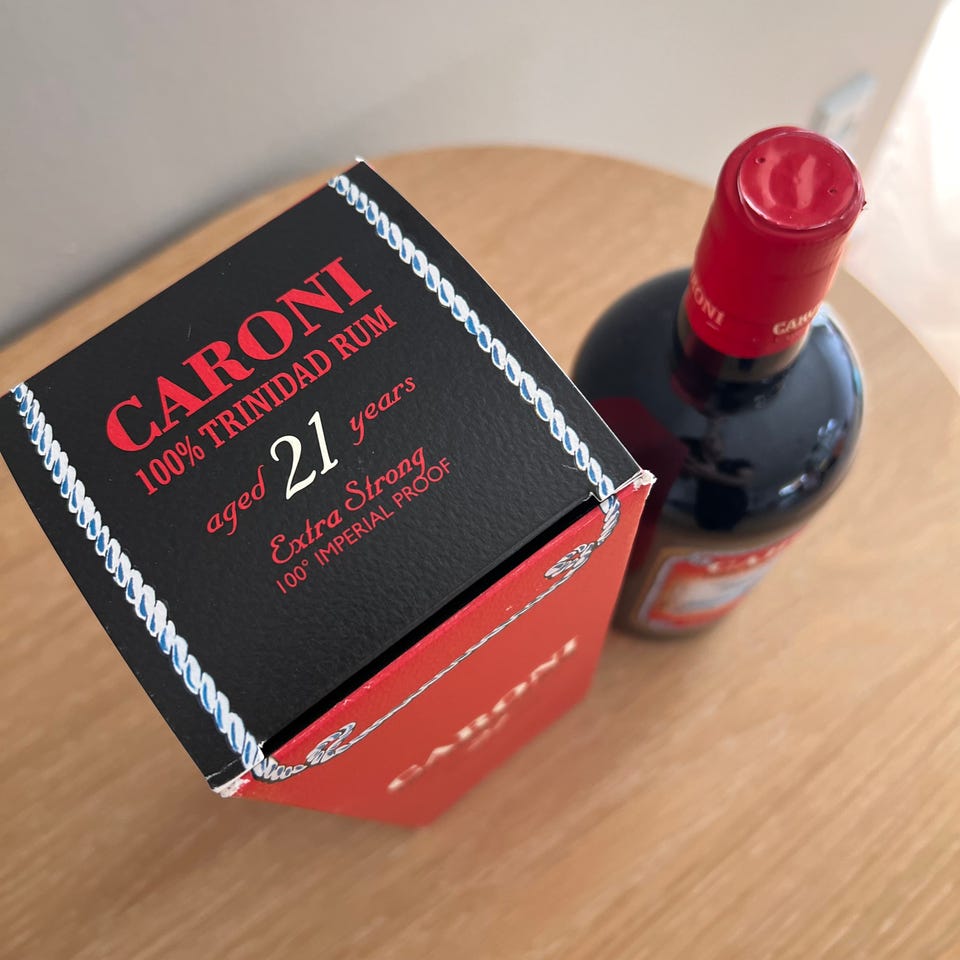 CARONI
100% TRINIDAD RUM
aged 21 years
Extra Strong
100° IMPERIAL PROOF
CARONI
CARONI